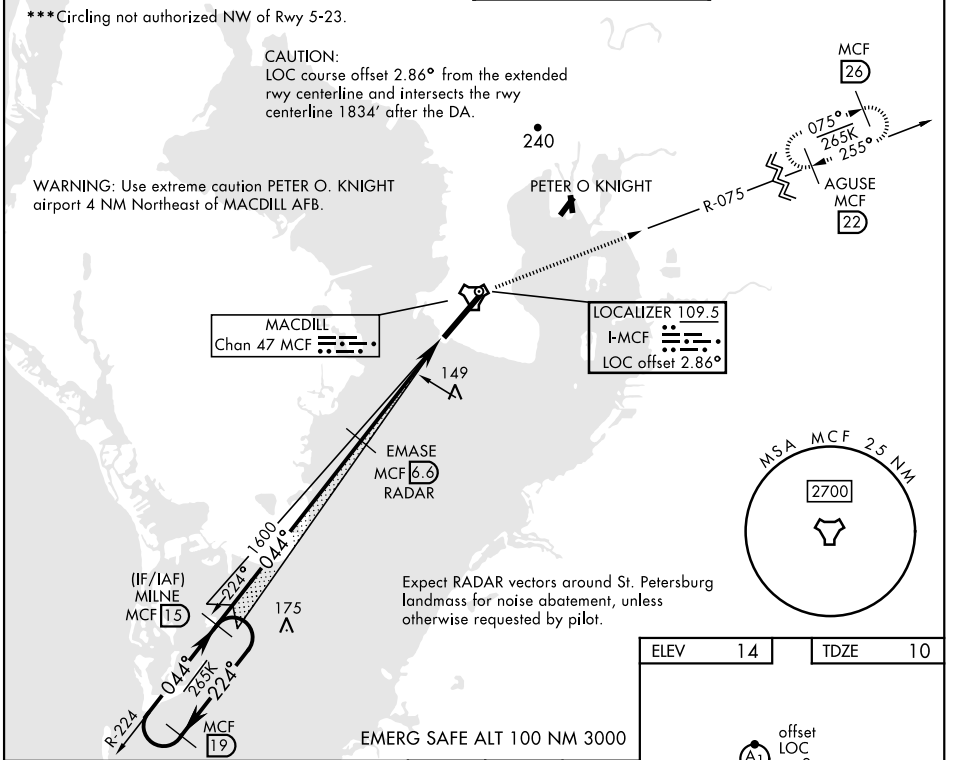 ***Circling not authorized NW of Rwy 5-23.
CAUTION:
LOC course offset 2.86° from the extended
rwy centerline and intersects the rwy
centerline 1834' after the DA.
MCF
26
240
075°
265K
255°
WARNING: Use extreme caution PETER O. KNIGHT
airport 4 NM Northeast of MACDILL AFB.
PETER O KNIGHT
R-075
AGUSE
MCF
22
MACDILL
Chan 47 MCF
LOCALIZER 109.5
I-MCF
LOC offset 2.86°
149
EMASE
MCF 6.6
RADAR
MSA MCF 25 NM
2700
1600
044°
224°
(IF/IAF)
MILNE
MCF 15
175
Expect RADAR vectors around St. Petersburg
landmass for noise abatement, unless
otherwise requested by pilot.
044°
265K
224°
R-224
MCF
19
EMERG SAFE ALT 100 NM 3000
ELEV 14
TDZE 10
offset
LOC
A1